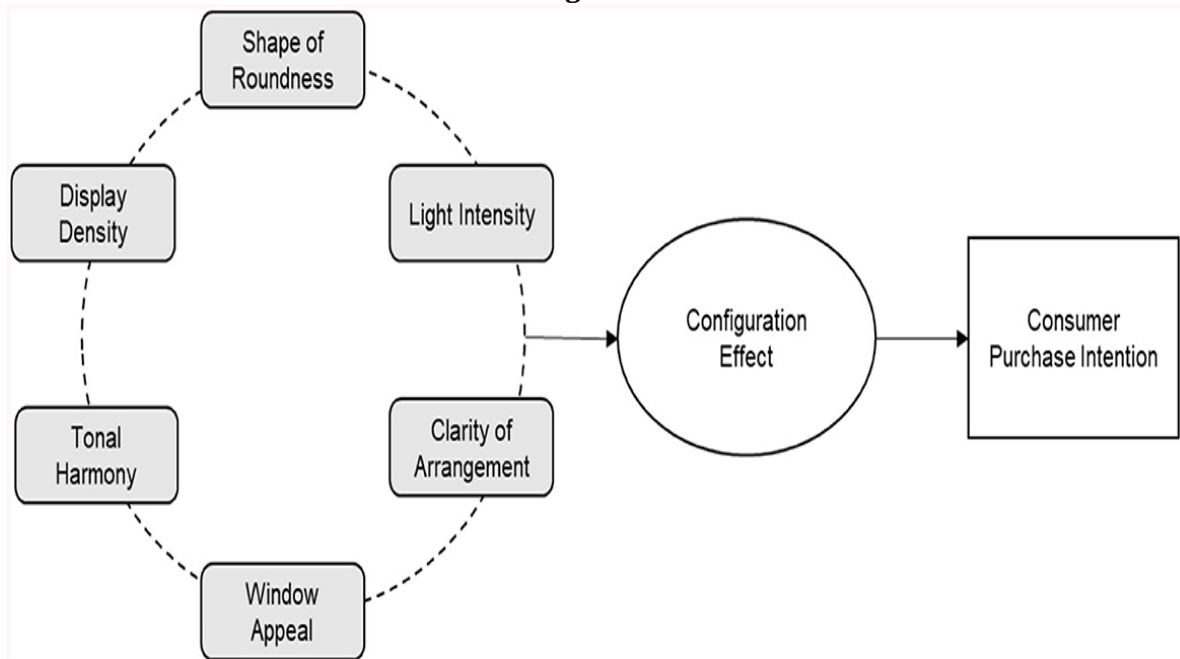 Shape of
Roundness
Display
Density
Light Intensity
Configuration
Effect
Consumer
Purchase Intention
Tonal
Harmony
Clarity of
Arrangement
Window
Appeal